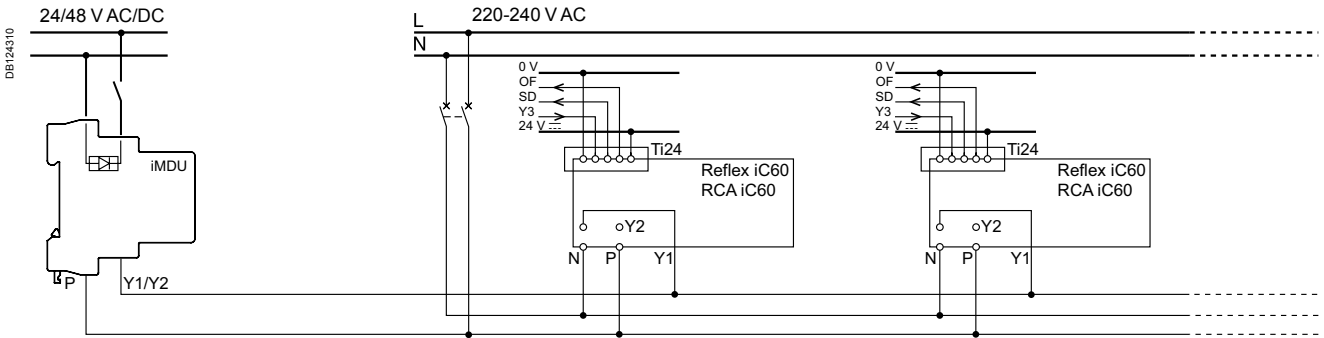 DB124310
24/48 V AC/DC
L
220-240 V AC
N
iMDU
P
Y1/Y2
0 V
OF
SD
Y3
24 V
Ti24
Reflex iC60
RCA iC60
Y2
N
P
Y1
0 V
OF
SD
Y3
24 V
Ti24
Reflex iC60
RCA iC60
Y2
N
P
Y1